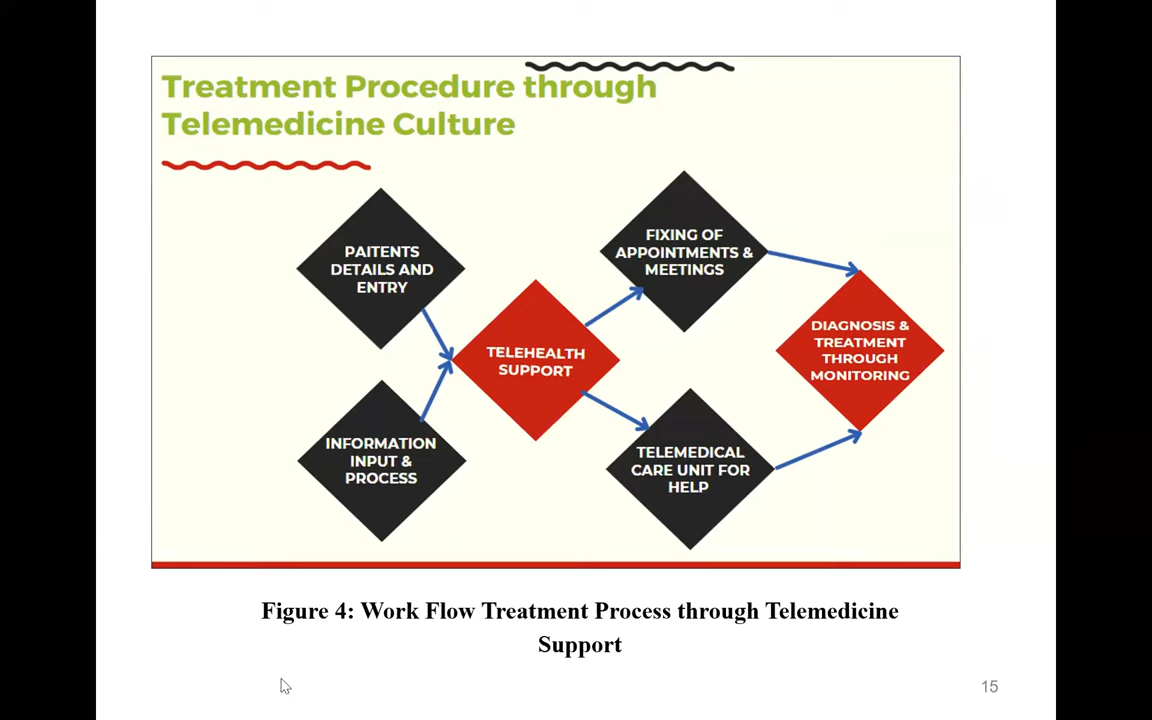 Treatment Procedure through
Telemedicine Culture
PAITENTS
DETAILS AND
ENTRY
INFORMATION
INPUT &
PROCESS
TELEHEALTH
SUPPORT
FIXING OF
APPOINTMENTS &
MEETINGS
TELEMEDICAL
CARE UNIT FOR
HELP
DIAGNOSIS &
TREATMENT
THROUGH
MONITORING
Figure 4: Work Flow Treatment Process through Telemedicine
Support
15